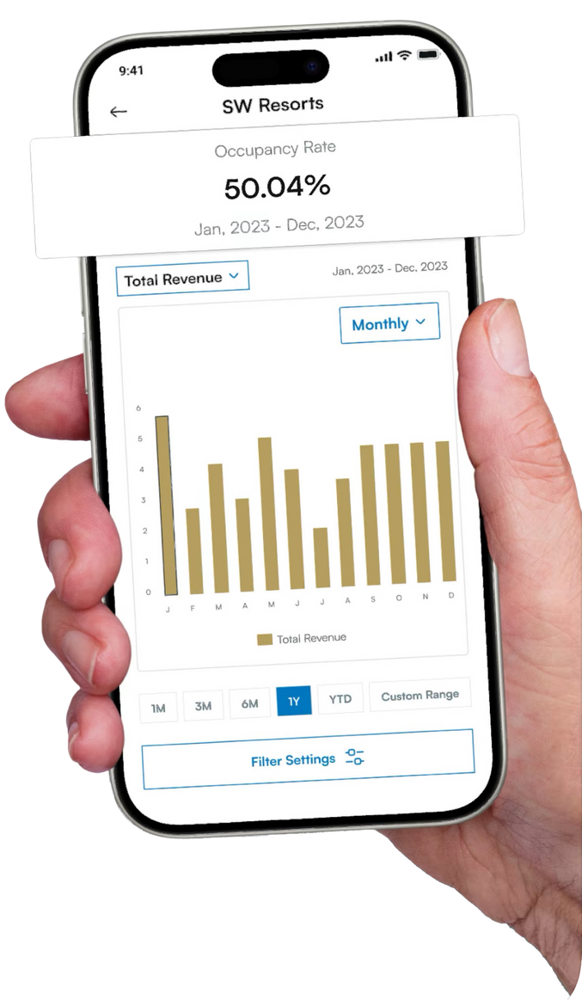 9:41
SW Resorts
Occupancy Rate
50.04%
Jan, 2023 - Dec, 2023
Total Revenue
Jan, 2023 - Dec, 2023
Monthly
6
5
4
3
2
1
0
J F M A M J J A S O N D
Total Revenue
1M 3M 6M 1Y YTD Custom Range
Filter Settings